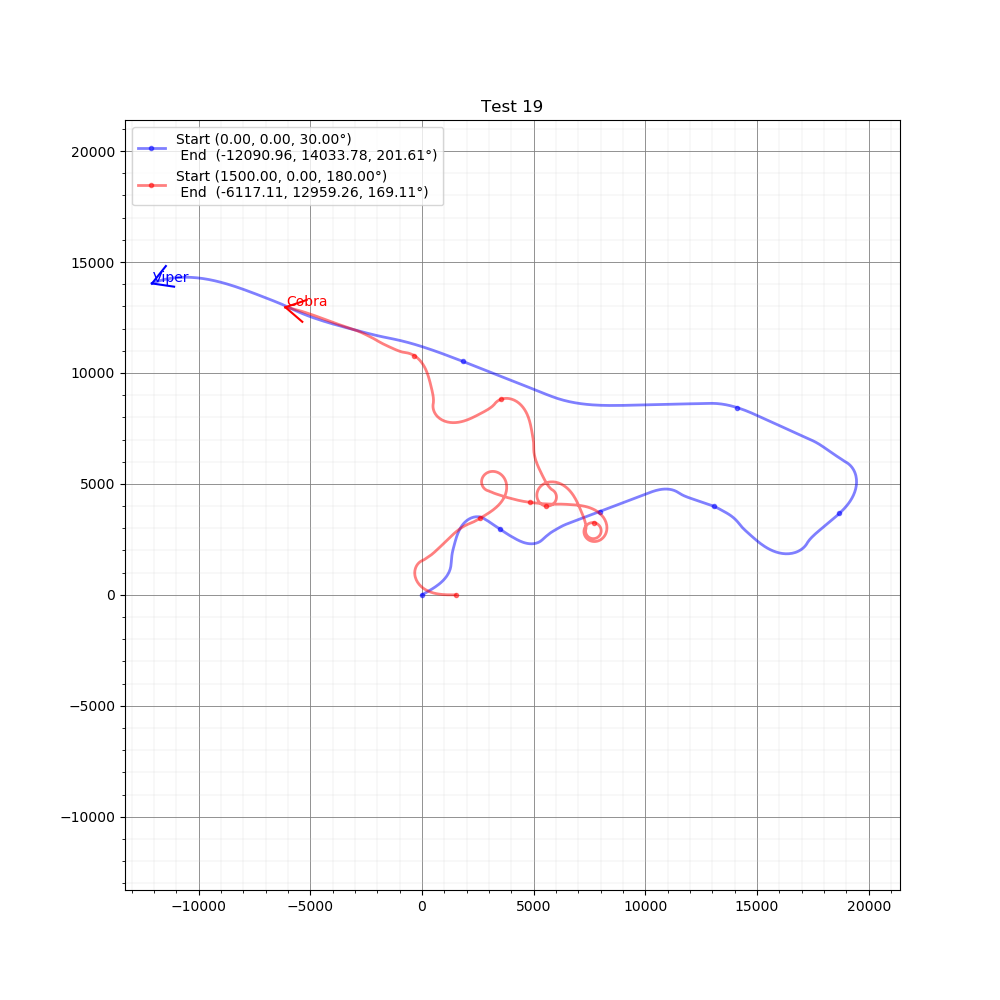 Test 19
Start (0.00, 0.00, 30.00°)
End  (-12090.96, 14033.78, 201.61°)
Start (1500.00, 0.00, 180.00°)
End  (-6117.11, 12959.26, 169.11°)
20000
15000
10000
5000
0
−5000
−10000
Viper
Cobra
−10000 −5000 0 5000 10000 15000 20000